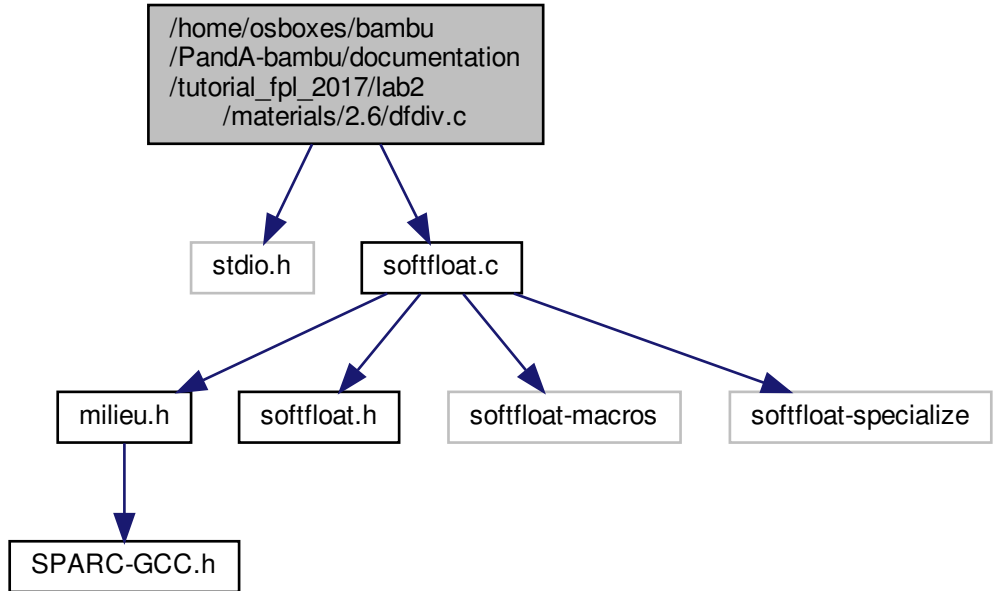 /home/osboxes/bambu
/PandA-bambu/documentation
/tutorial_fpl_2017/lab2
/materials/2.6/dfdiv.c
stdio.h
softfloat.c
milieu.h
softfloat.h
softfloat-macros
softfloat-specialize
SPARC-GCC.h